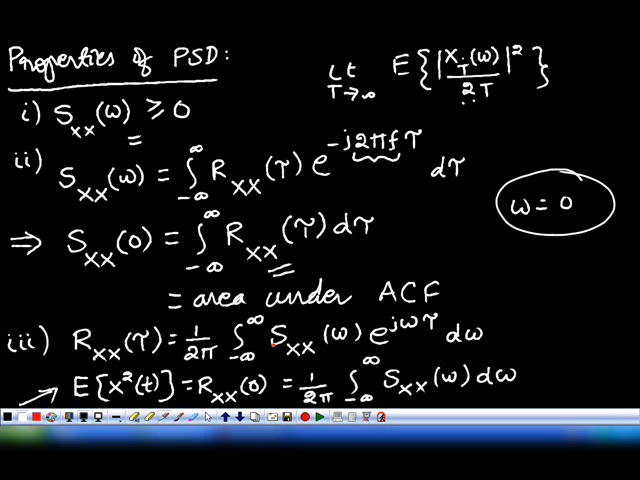 Properties of PSD:
Lt T→∞ E{|X_T(ω)|² / 2T}
i) S_XX(ω) ≥ 0
ii) S_XX(ω) = ∫_{-∞}^{∞} R_XX(τ) e^{-j2πfτ} dτ
ω = 0
⇒ S_XX(0) = ∫_{-∞}^{∞} R_XX(τ) dτ
= area under ACF
iii) R_XX(τ) = 1/2π ∫_{-∞}^{∞} S_XX(ω) e^{jωτ} dω
→ E[X²(t)] = R_XX(0) = 1/2π ∫_{-∞}^{∞} S_XX(ω) dω